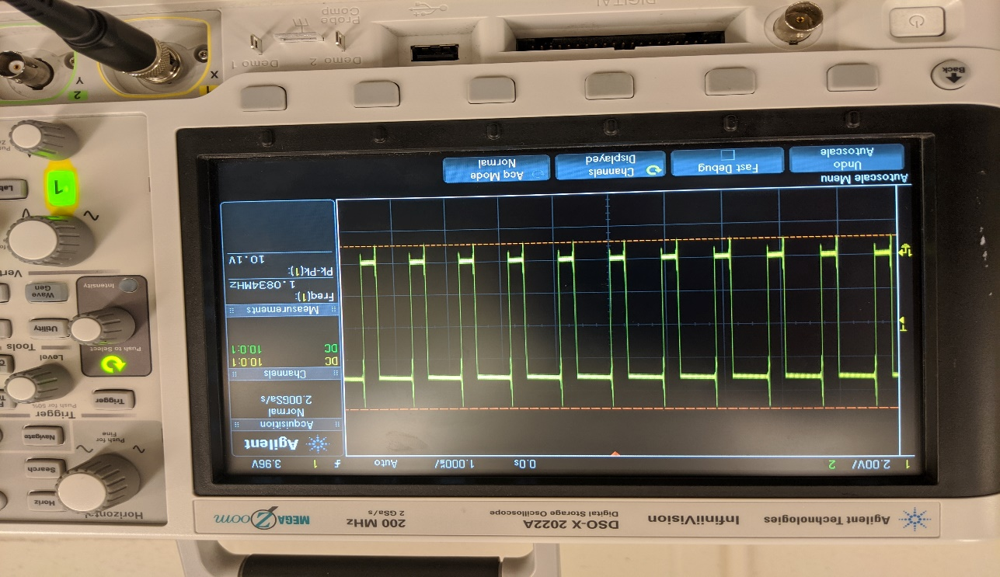 Agilent Technologies
InfiniiVision
DSO-X 2022A
Digital Storage Oscilloscope
200 MHz
2 GSa/s
MEGA Zoom
1 2.00V/ 2
0.0s
1.000%/
Auto
1
3.96V
Agilent
Acquisition
Normal
2.00GSa/s
Channels
DC 10.0:1
DC 10.0:1
Measurements
Freq(1):
1.0834MHz
Pk-Pk(1):
10.1V
T
Autoscale Menu
Undo
Autoscale
Fast Debug
Channels
Displayed
Acq Mode
Normal
Back
Horizontal
Horiz
Search
Navigate
Push for
Fine
Trigger
Trigger
Level
Push for 50%
Tools
Utility
Wave
Gen
Push to Select
Intensity
1
1
X
2
Y
Demo 2
Demo 1
Probe
Comp
DIGITAL